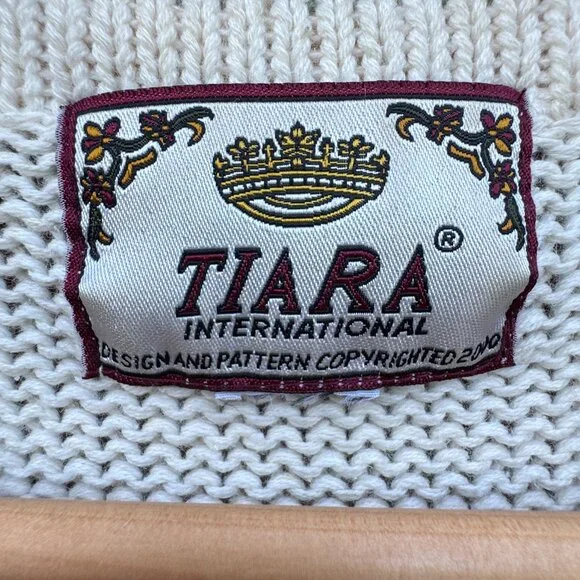 TIARA ®
INTERNATIONAL
DESIGN AND PATTERN COPYRIGHTED 2000